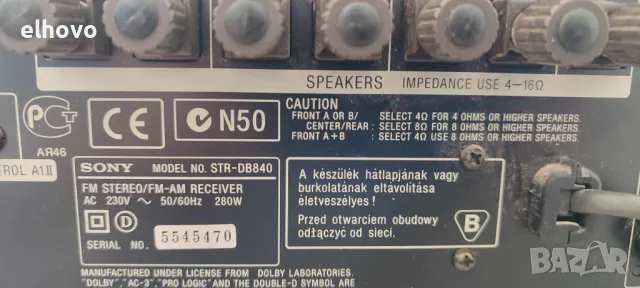 elhovo
SPEAKERS IMPEDANCE USE 4–16Ω
CAUTION
FRONT A OR B/ : SELECT 4Ω FOR 4 OHMS OR HIGHER SPEAKERS.
CENTER/REAR : SELECT 8Ω FOR 8 OHMS OR HIGHER SPEAKERS.
FRONT A+B : SELECT 4Ω USE 8 OHMS OR HIGHER SPEAKERS.
РСТ
АЯ46
CE
N50
TROL A1II
SONY MODEL NO. STR-DB840
FM STEREO/FM-AM RECEIVER
AC 230V ~ 50/60Hz 280W
D
SERIAL NO. 5545470
A készülék hátlapjának vagy
burkolatának eltávolítása
életveszélyes !
Przed otwarciem obudowy
odłączyć od sieci.
B
MANUFACTURED UNDER LICENSE FROM DOLBY LABORATORIES.
"DOLBY", "AC-3", "PRO LOGIC" AND THE DOUBLE-D SYMBOL ARE
BAZAR